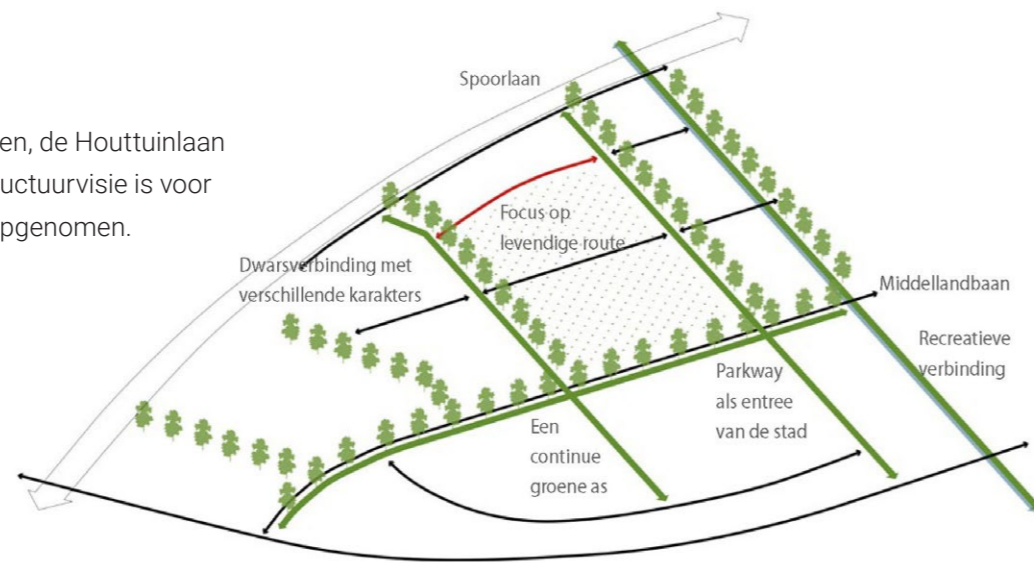 en, de Houttuinlaan
uctuurvisie is voor
pgenomen.
Spoorlaan
Focus op
levendige route
Dwarsverbinding met
verschillende karakters
Middellandbaan
Recreatieve
verbinding
Parkway
als entree
van de stad
Een
continue
groene as